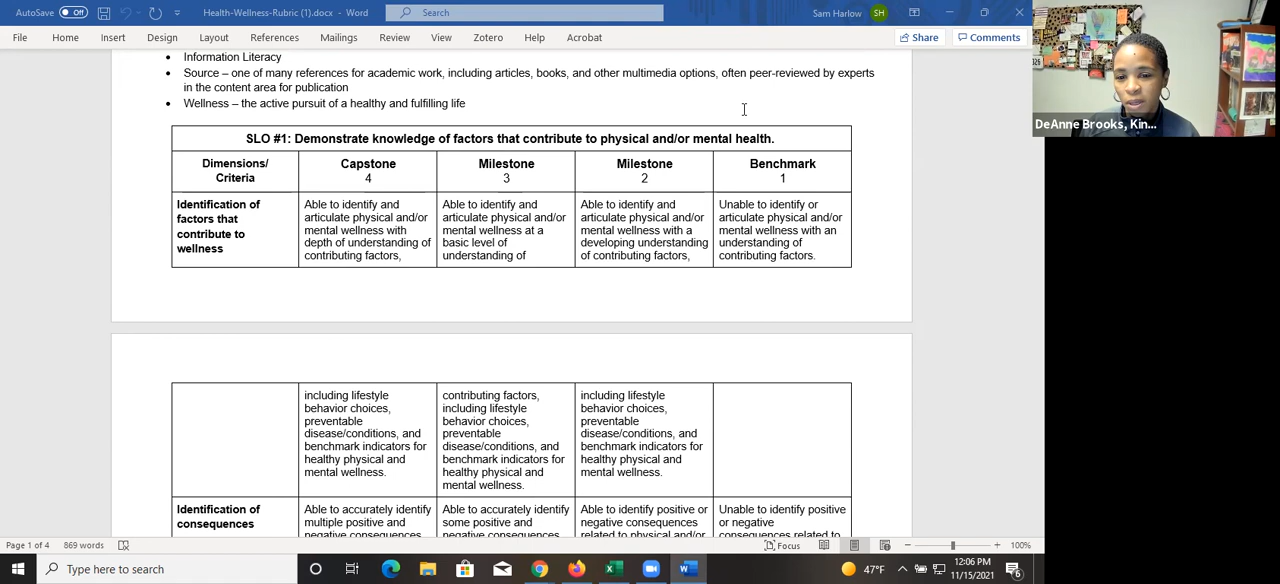 AutoSave Off Health-Wellness-Rubric (1).docx - Word Search Sam Harlow SH
File Home Insert Design Layout References Mailings Review View Zotero Help Acrobat Share Comments
• Information Literacy
• Source – one of many references for academic work, including articles, books, and other multimedia options, often peer-reviewed by experts
in the content area for publication
• Wellness – the active pursuit of a healthy and fulfilling life
SLO #1: Demonstrate knowledge of factors that contribute to physical and/or mental health.
Dimensions/
Criteria
Capstone
4
Milestone
3
Milestone
2
Benchmark
1
Identification of
factors that
contribute to
wellness
Able to identify and
articulate physical and/or
mental wellness with
depth of understanding of
contributing factors,
Able to identify and
articulate physical and/or
mental wellness at a
basic level of
understanding of
Able to identify and
articulate physical and/or
mental wellness with a
developing understanding
of contributing factors,
Unable to identify or
articulate physical and/or
mental wellness with an
understanding of
contributing factors.
including lifestyle
behavior choices,
preventable
disease/conditions, and
benchmark indicators for
healthy physical and
mental wellness.
contributing factors,
including lifestyle
behavior choices,
preventable
disease/conditions, and
benchmark indicators for
healthy physical and
mental wellness.
including lifestyle
behavior choices,
preventable
disease/conditions, and
benchmark indicators for
healthy physical and
mental wellness.
Identification of
consequences
Able to accurately identify
multiple positive and
negative consequences
Able to accurately identify
some positive and
negative consequences
Able to identify positive or
negative consequences
related to physical and/or
Unable to identify positive
or negative
consequences related to
DeAnne Brooks, Kin...
Page 1 of 4 869 words Focus 100%
Type here to search
47°F
12:06 PM
11/15/2021
6